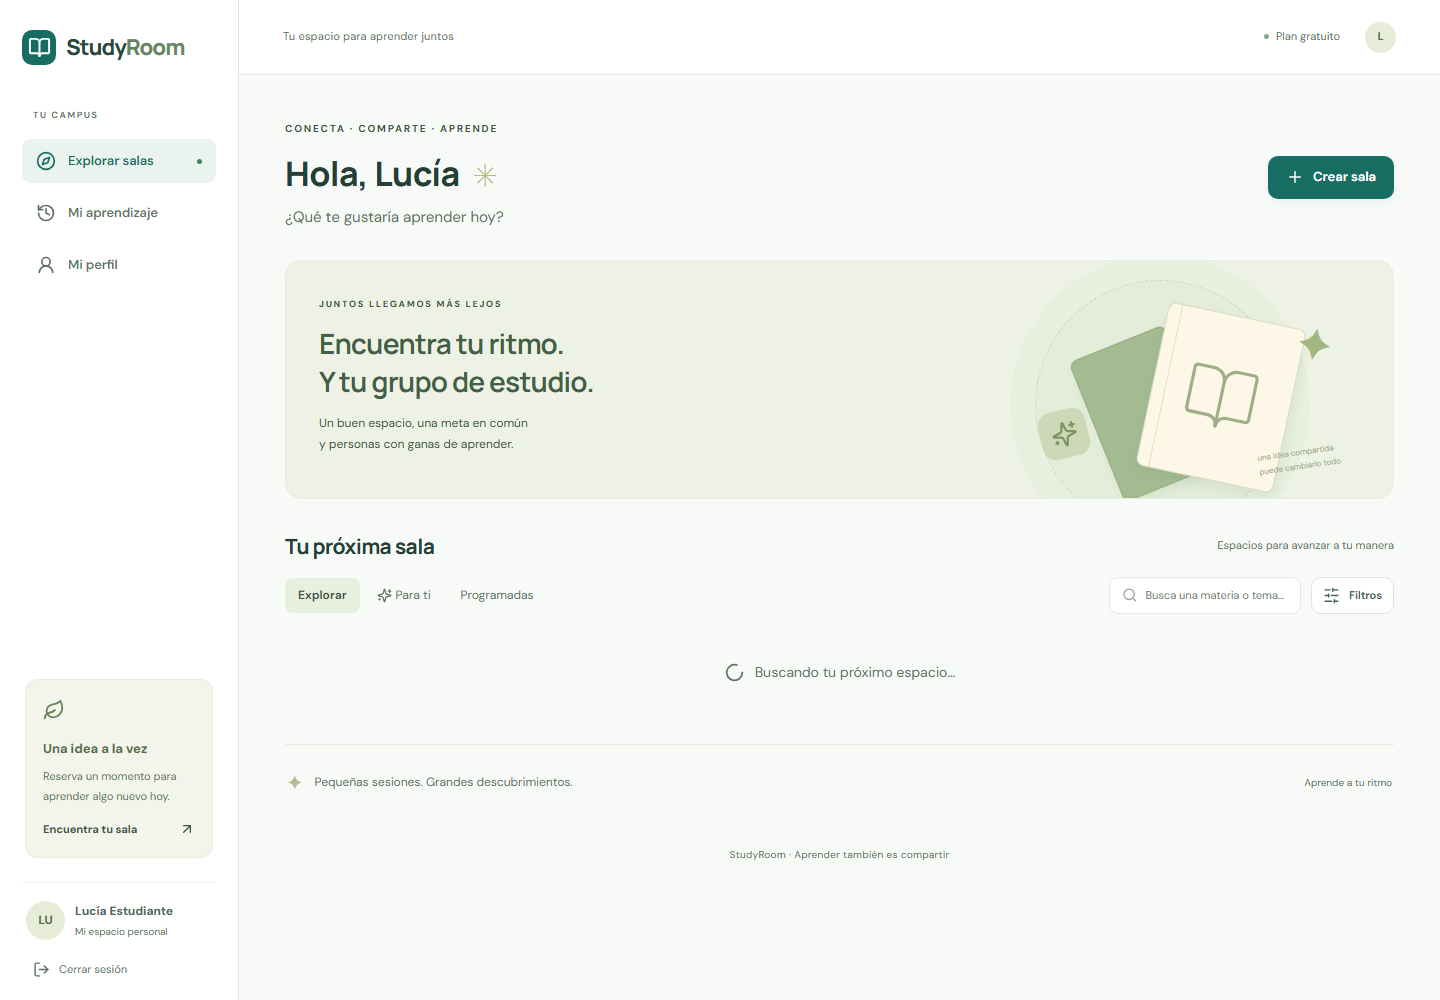 StudyRoom
TU CAMPUS
Explorar salas
Mi aprendizaje
Mi perfil
Una idea a la vez
Reserva un momento para
aprender algo nuevo hoy.
Encuentra tu sala
LU
Lucía Estudiante
Mi espacio personal
Cerrar sesión
Tu espacio para aprender juntos
Plan gratuito
L
CONECTA · COMPARTE · APRENDE
Hola, Lucía
¿Qué te gustaría aprender hoy?
Crear sala
JUNTOS LLEGAMOS MÁS LEJOS
Encuentra tu ritmo.
Y tu grupo de estudio.
Un buen espacio, una meta en común
y personas con ganas de aprender.
una idea compartida
puede cambiarlo todo
Tu próxima sala
Espacios para avanzar a tu manera
Explorar
Para ti
Programadas
Busca una materia o tema...
Filtros
Buscando tu próximo espacio...
Pequeñas sesiones. Grandes descubrimientos.
Aprende a tu ritmo
StudyRoom · Aprender también es compartir